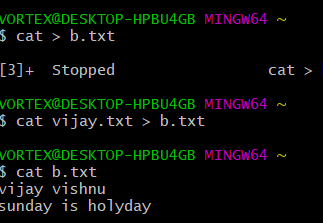 VORTEX@DESKTOP-HPBU4GB MINGW64 ~
$ cat > b.txt
[3]+  Stopped                 cat >
VORTEX@DESKTOP-HPBU4GB MINGW64 ~
$ cat vijay.txt > b.txt
VORTEX@DESKTOP-HPBU4GB MINGW64 ~
$ cat b.txt
vijay vishnu
sunday is holyday